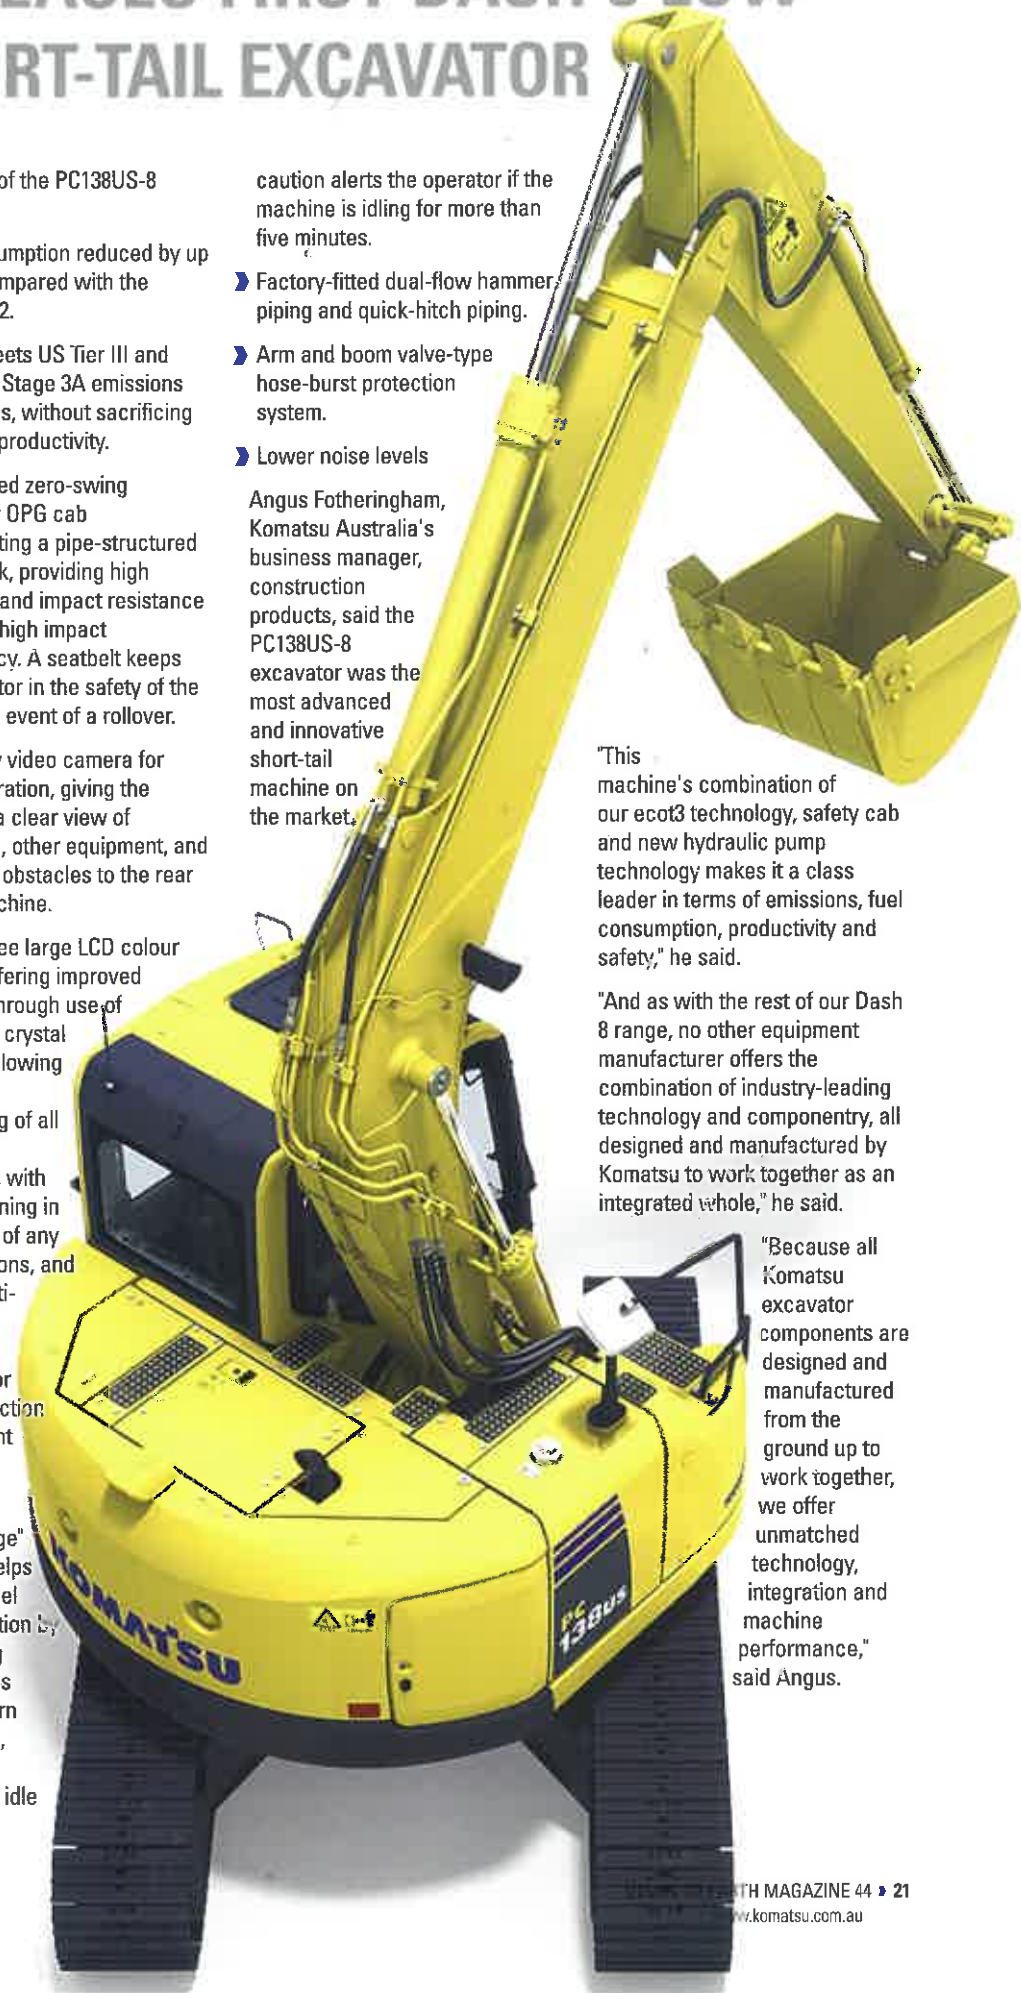 RT-TAIL EXCAVATOR
of the PC138US-8
umption reduced by up
mpared with the
2.
eets US Tier III and
Stage 3A emissions
s, without sacrificing
productivity.
ed zero-swing
OPG cab
ting a pipe-structured
k, providing high
and impact resistance
high impact
cy. A seatbelt keeps
tor in the safety of the
event of a rollover.
video camera for
ration, giving the
a clear view of
, other equipment, and
obstacles to the rear
chine.
ee large LCD colour
fering improved
hrough use of
crystal
lowing
g of all
with
ning in
of any
ons, and
ti-
or
ction
nt
ge"
elps
el
tion by
g
s
rn
,
idle
caution alerts the operator if the
machine is idling for more than
five minutes.
Factory-fitted dual-flow hammer
piping and quick-hitch piping.
Arm and boom valve-type
hose-burst protection
system.
Lower noise levels
Angus Fotheringham,
Komatsu Australia's
business manager,
construction
products, said the
PC138US-8
excavator was the
most advanced
and innovative
short-tail
machine on
the market.
"This
machine's combination of
our ecot3 technology, safety cab
and new hydraulic pump
technology makes it a class
leader in terms of emissions, fuel
consumption, productivity and
safety," he said.
"And as with the rest of our Dash
8 range, no other equipment
manufacturer offers the
combination of industry-leading
technology and componentry, all
designed and manufactured by
Komatsu to work together as an
integrated whole," he said.
"Because all
Komatsu
excavator
components are
designed and
manufactured
from the
ground up to
work together,
we offer
unmatched
technology,
integration and
machine
performance,"
said Angus.
KOMATSU
PC
138us
TH MAGAZINE 44 21
w.komatsu.com.au